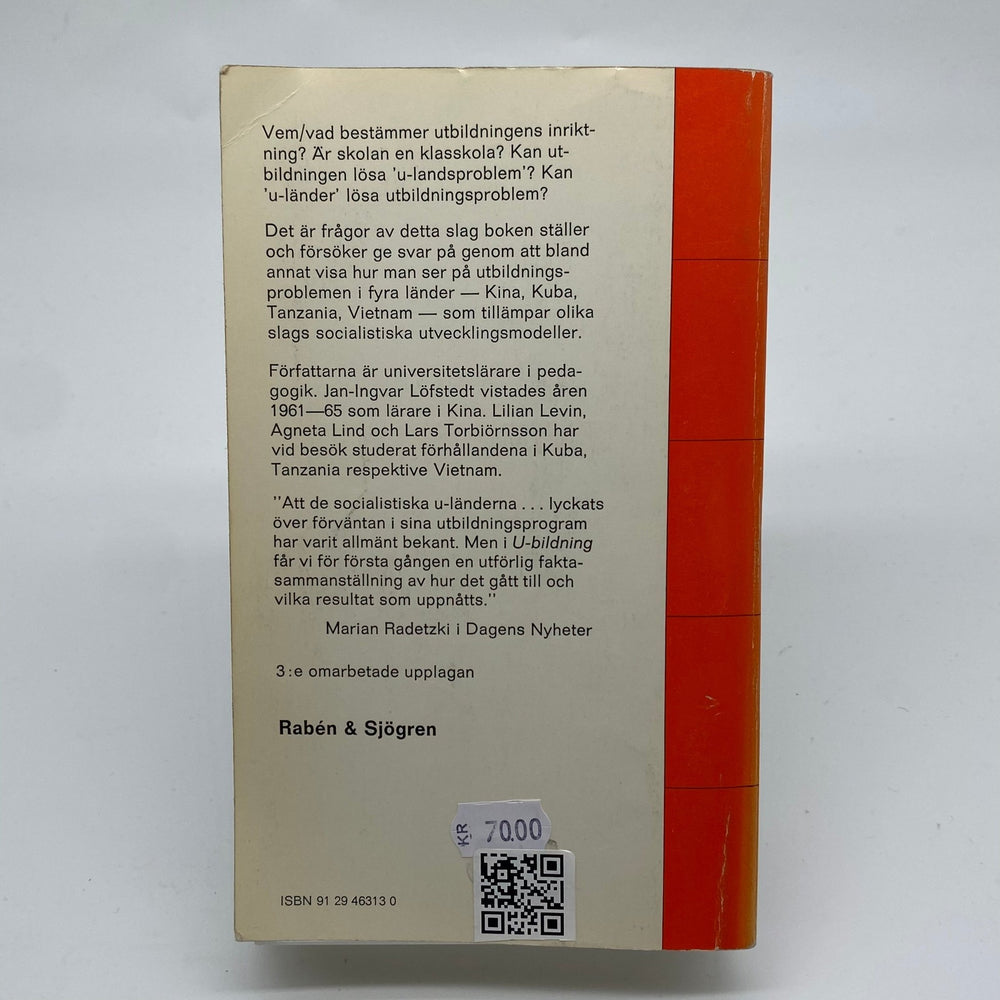 Vem/vad bestämmer utbildningens inrikt-
ning? Är skolan en klasskola? Kan ut-
bildningen lösa 'u-landsproblem'? Kan
'u-länder' lösa utbildningsproblem?
Det är frågor av detta slag boken ställer
och försöker ge svar på genom att bland
annat visa hur man ser på utbildnings-
problemen i fyra länder — Kina, Kuba,
Tanzania, Vietnam — som tillämpar olika
slags socialistiska utvecklingsmodeller.
Författarna är universitetslärare i peda-
gogik. Jan-Ingvar Löfstedt vistades åren
1961—65 som lärare i Kina. Lilian Levin,
Agneta Lind och Lars Torbiörnsson har
vid besök studerat förhållandena i Kuba,
Tanzania respektive Vietnam.
"Att de socialistiska u-länderna . . . lyckats
över förväntan i sina utbildningsprogram
har varit allmänt bekant. Men i U-bildning
får vi för första gången en utförlig fakta-
sammanställning av hur det gått till och
vilka resultat som uppnåtts."
Marian Radetzki i Dagens Nyheter
3:e omarbetade upplagan
Rabén & Sjögren
KR 70.00
ISBN 91 29 46313 0